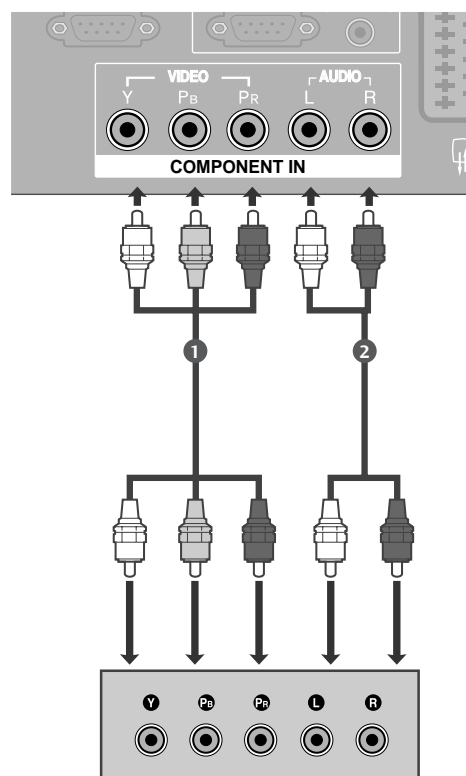 VIDEO AUDIO
Y PB PR L R
COMPONENT IN
1 2
Y PB PR L R